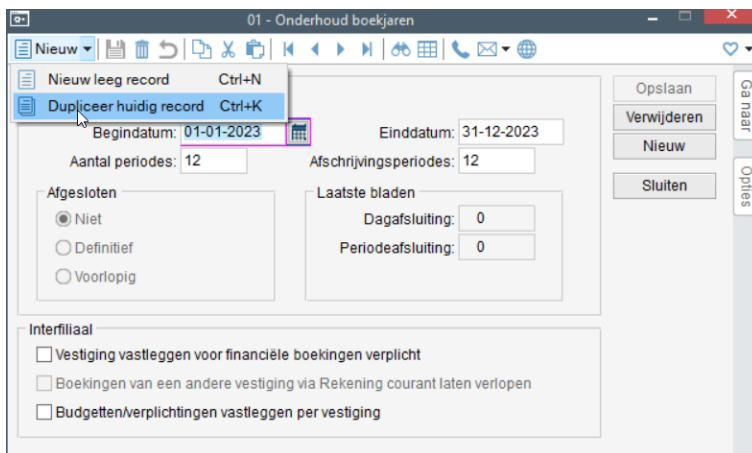 01 - Onderhoud boekjaren
Nieuw
Nieuw leeg record Ctrl+N
Dupliceer huidig record Ctrl+K
Begindatum: 01-01-2023 Einddatum: 31-12-2023
Aantal periodes: 12 Afschrijvingsperiodes: 12
Afgesloten
Niet
Definitief
Voorlopig
Laatste bladen
Dagafsluiting: 0
Periodeafsluiting: 0
Interfiliaal
Vestiging vastleggen voor financiële boekingen verplicht
Boekingen van een andere vestiging via Rekening courant laten verlopen
Budgetten/verplichtingen vastleggen per vestiging
Opslaan
Verwijderen
Nieuw
Sluiten
Ga naar
Opties